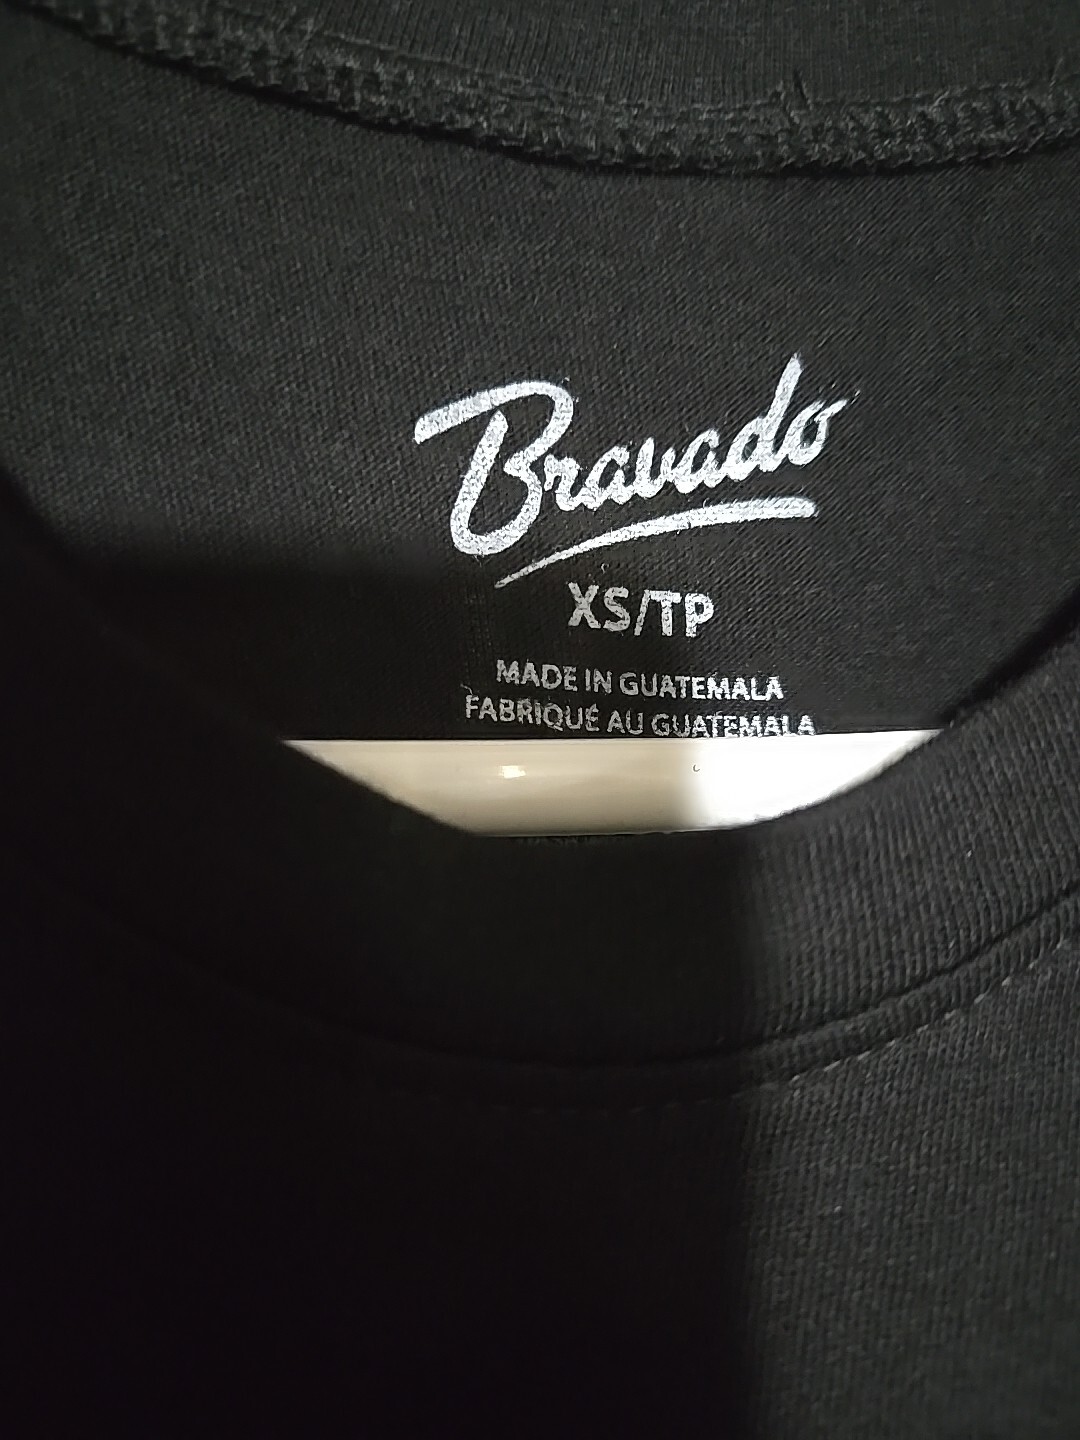 Bravado
XS/TP
MADE IN GUATEMALA
FABRIQUÉ AU GUATEMALA